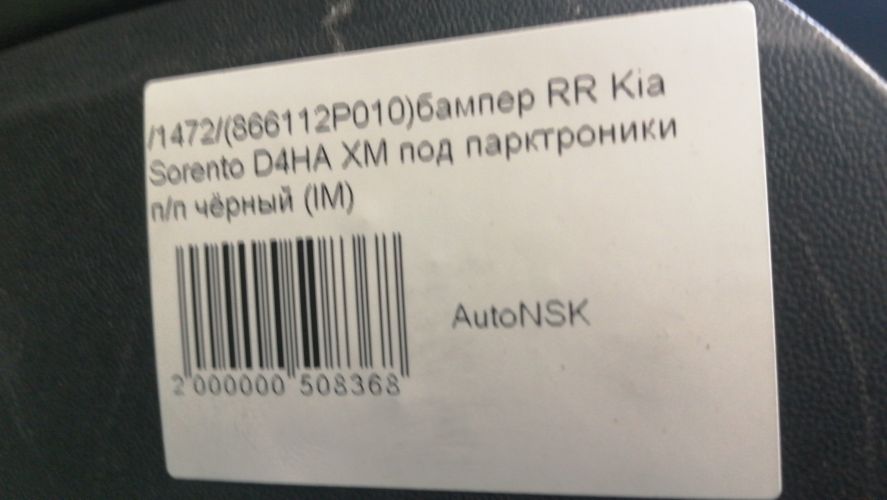 /1472/(866112P010)бампер RR Kia
Sorento D4HA XM под парктроники
п/п чёрный (IM)
AutoNSK
2 000000 508368